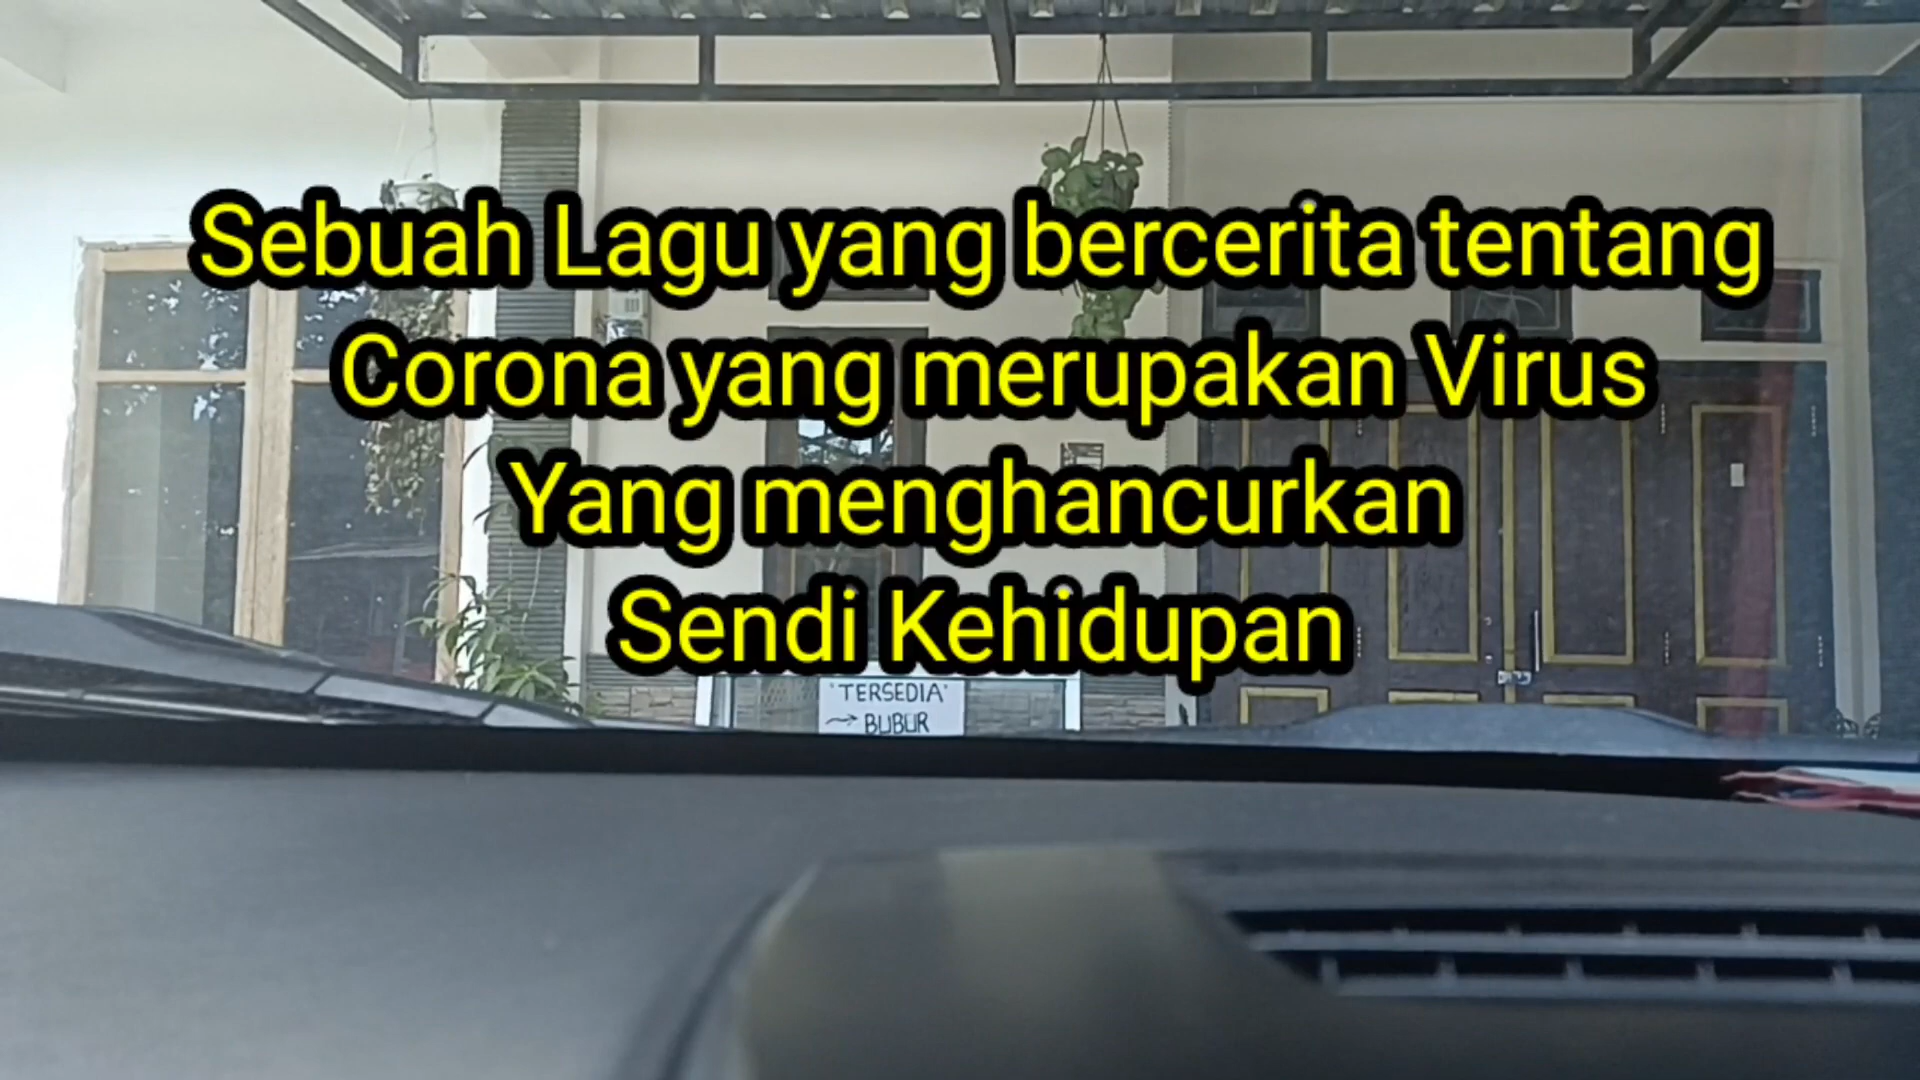 Sebuah Lagu yang bercerita tentang
Corona yang merupakan Virus
Yang menghancurkan
Sendi Kehidupan
"TERSEDIA"
→ BUBUR